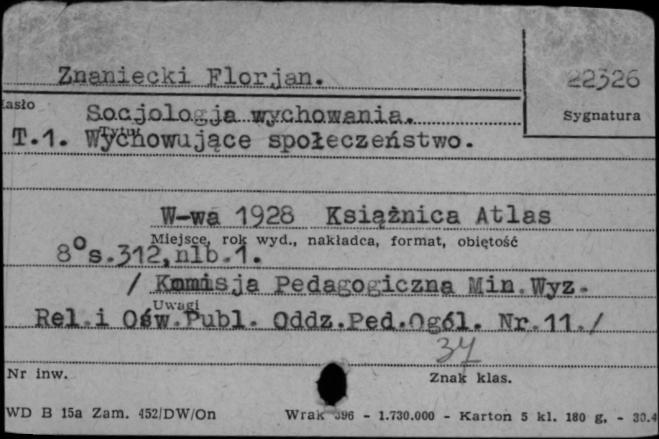 Znaniecki Florjan.
22326
Hasło
Sygnatura
Socjologja wychowania.
Tytuł
T.1. Wychowujące społeczeństwo.
W-wa 1928 Książnica Atlas
Miejsce, rok wyd., nakładca, format, objętość
8° s.312,nlb.1.
/ Komisja Pedagogiczna Min.Wyz.
Uwagi
Rel.i Ośw.Publ. Oddz.Ped.Ogól. Nr.11./
37
Nr inw.
Znak klas.
WD B 15a Zam. 452/DW/On Wrak 396 - 1.730.000 - Karton 5 kl. 180 g. - 30.4